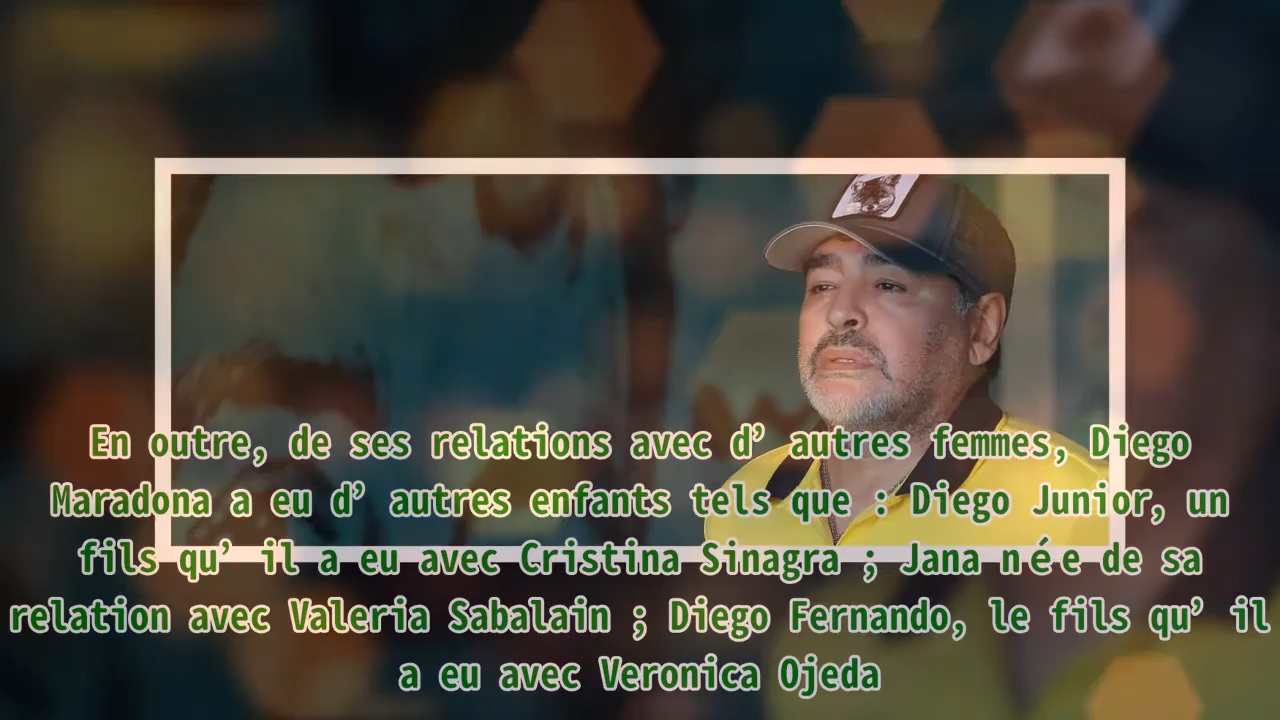 En outre, de ses relations avec d’ autres femmes, Diego
Maradona a eu d’ autres enfants tels que : Diego Junior, un
fils qu’ il a eu avec Cristina Sinagra ; Jana née de sa
relation avec Valeria Sabalain ; Diego Fernando, le fils qu’ il
a eu avec Veronica Ojeda